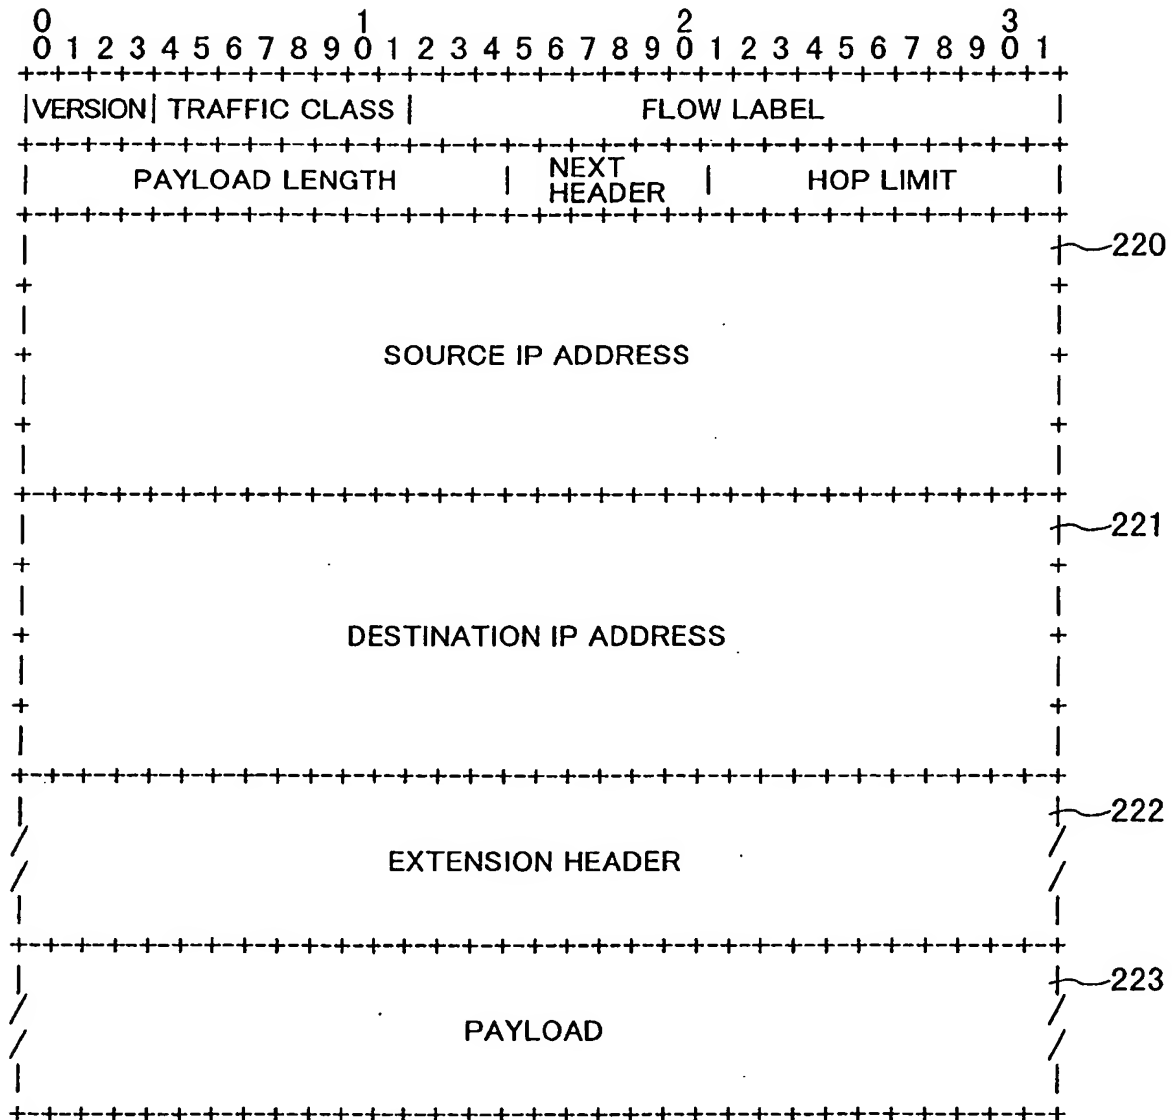 0 1 2 3
0 1 2 3 4 5 6 7 8 9 0 1 2 3 4 5 6 7 8 9 0 1 2 3 4 5 6 7 8 9 0 1
+-+-+-+-+-+-+-+-+-+-+-+-+-+-+-+-+-+-+-+-+-+-+-+-+-+-+-+-+-+-+-+-+
|VERSION| TRAFFIC CLASS | FLOW LABEL |
+-+-+-+-+-+-+-+-+-+-+-+-+-+-+-+-+-+-+-+-+-+-+-+-+-+-+-+-+-+-+-+-+
| PAYLOAD LENGTH | NEXT HEADER | HOP LIMIT |
+-+-+-+-+-+-+-+-+-+-+-+-+-+-+-+-+-+-+-+-+-+-+-+-+-+-+-+-+-+-+-+-+
220
SOURCE IP ADDRESS
+-+-+-+-+-+-+-+-+-+-+-+-+-+-+-+-+-+-+-+-+-+-+-+-+-+-+-+-+-+-+-+-+
221
DESTINATION IP ADDRESS
+-+-+-+-+-+-+-+-+-+-+-+-+-+-+-+-+-+-+-+-+-+-+-+-+-+-+-+-+-+-+-+-+
222
EXTENSION HEADER
+-+-+-+-+-+-+-+-+-+-+-+-+-+-+-+-+-+-+-+-+-+-+-+-+-+-+-+-+-+-+-+-+
223
PAYLOAD
+-+-+-+-+-+-+-+-+-+-+-+-+-+-+-+-+-+-+-+-+-+-+-+-+-+-+-+-+-+-+-+-+